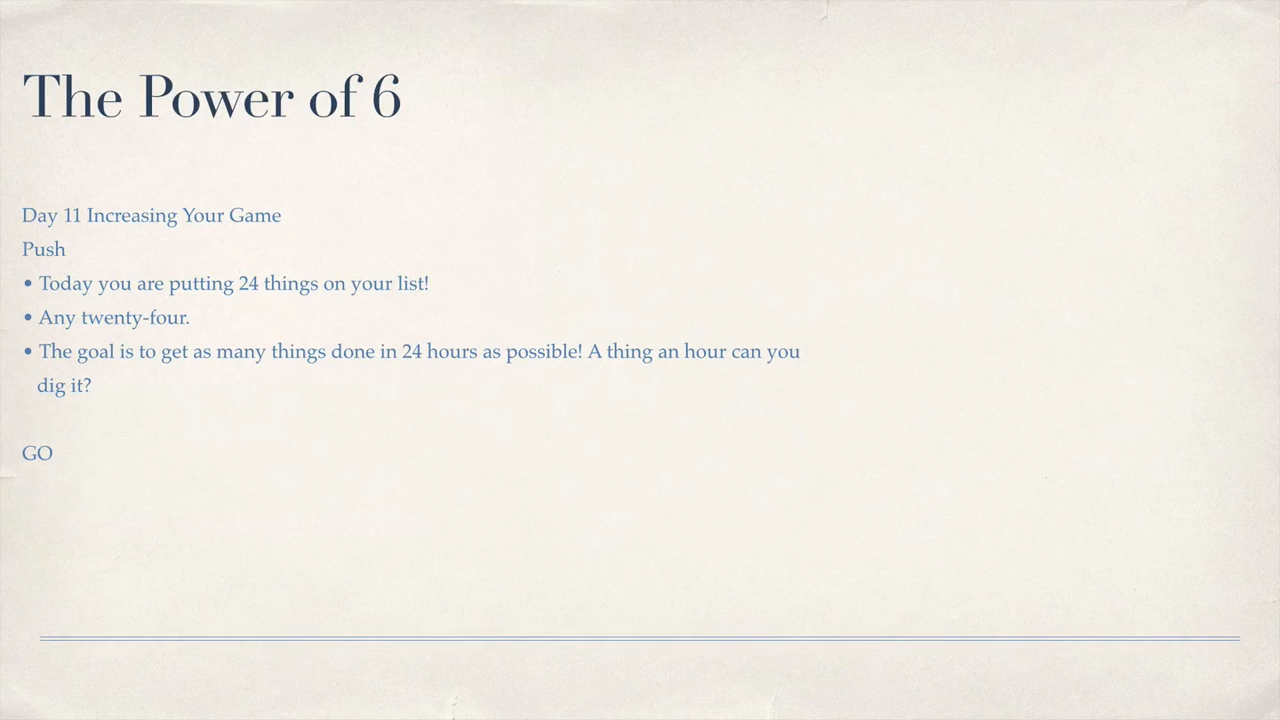 The Power of 6
Day 11 Increasing Your Game
Push
• Today you are putting 24 things on your list!
• Any twenty-four.
• The goal is to get as many things done in 24 hours as possible! A thing an hour can you
dig it?
GO